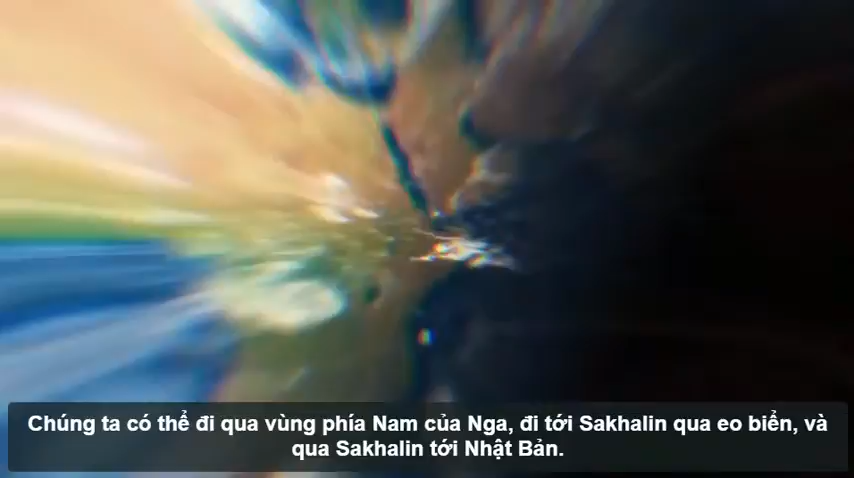 Chúng ta có thể đi qua vùng phía Nam của Nga, đi tới Sakhalin qua eo biển, và
qua Sakhalin tới Nhật Bản.